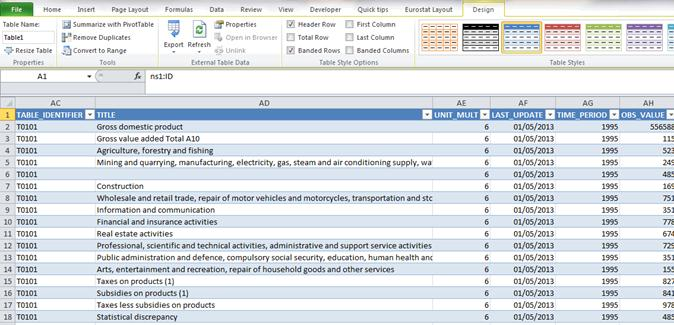 File Home Insert Page Layout Formulas Data Review View Developer Quick tips Eurostat Layout Design
Table Name: Summarize with PivotTable Properties Header Row First Column
Table1 Remove Duplicates Export Refresh Open in Browser Total Row Last Column
Resize Table Convert to Range Unlink Banded Rows Banded Columns
Properties Tools External Table Data Table Style Options Table Styles
A1 fx ns1:ID
AC AD AE AF AG AH
1 TABLE_IDENTIFIER TITLE UNIT_MULT LAST_UPDATE TIME_PERIOD OBS_VALUE
2 T0101 Gross domestic product 6 01/05/2013 1995 556588
3 T0101 Gross value added Total A10 6 01/05/2013 1995 115
4 T0101 Agriculture, forestry and fishing 6 01/05/2013 1995 523
5 T0101 Mining and quarrying, manufacturing, electricity, gas, steam and air conditioning supply, wa 6 01/05/2013 1995 249
6 T0101 6 01/05/2013 1995 485
7 T0101 Construction 6 01/05/2013 1995 169
8 T0101 Wholesale and retail trade, repair of motor vehicles and motorcycles, transportation and sto 6 01/05/2013 1995 751
9 T0101 Information and communication 6 01/05/2013 1995 351
10 T0101 Financial and insurance activities 6 01/05/2013 1995 778
11 T0101 Real estate activities 6 01/05/2013 1995 674
12 T0101 Professional, scientific and technical activities, administrative and support service activities 6 01/05/2013 1995 729
13 T0101 Public administration and defence, compulsory social security, education, human health and 6 01/05/2013 1995 351
14 T0101 Arts, entertainment and recreation, repair of household goods and other services 6 01/05/2013 1995 155
15 T0101 Taxes on products (1) 6 01/05/2013 1995 827
16 T0101 Subsidies on products (1) 6 01/05/2013 1995 841
17 T0101 Taxes less subsidies on products 6 01/05/2013 1995 978
18 T0101 Statistical discrepancy 6 01/05/2013 1995 485